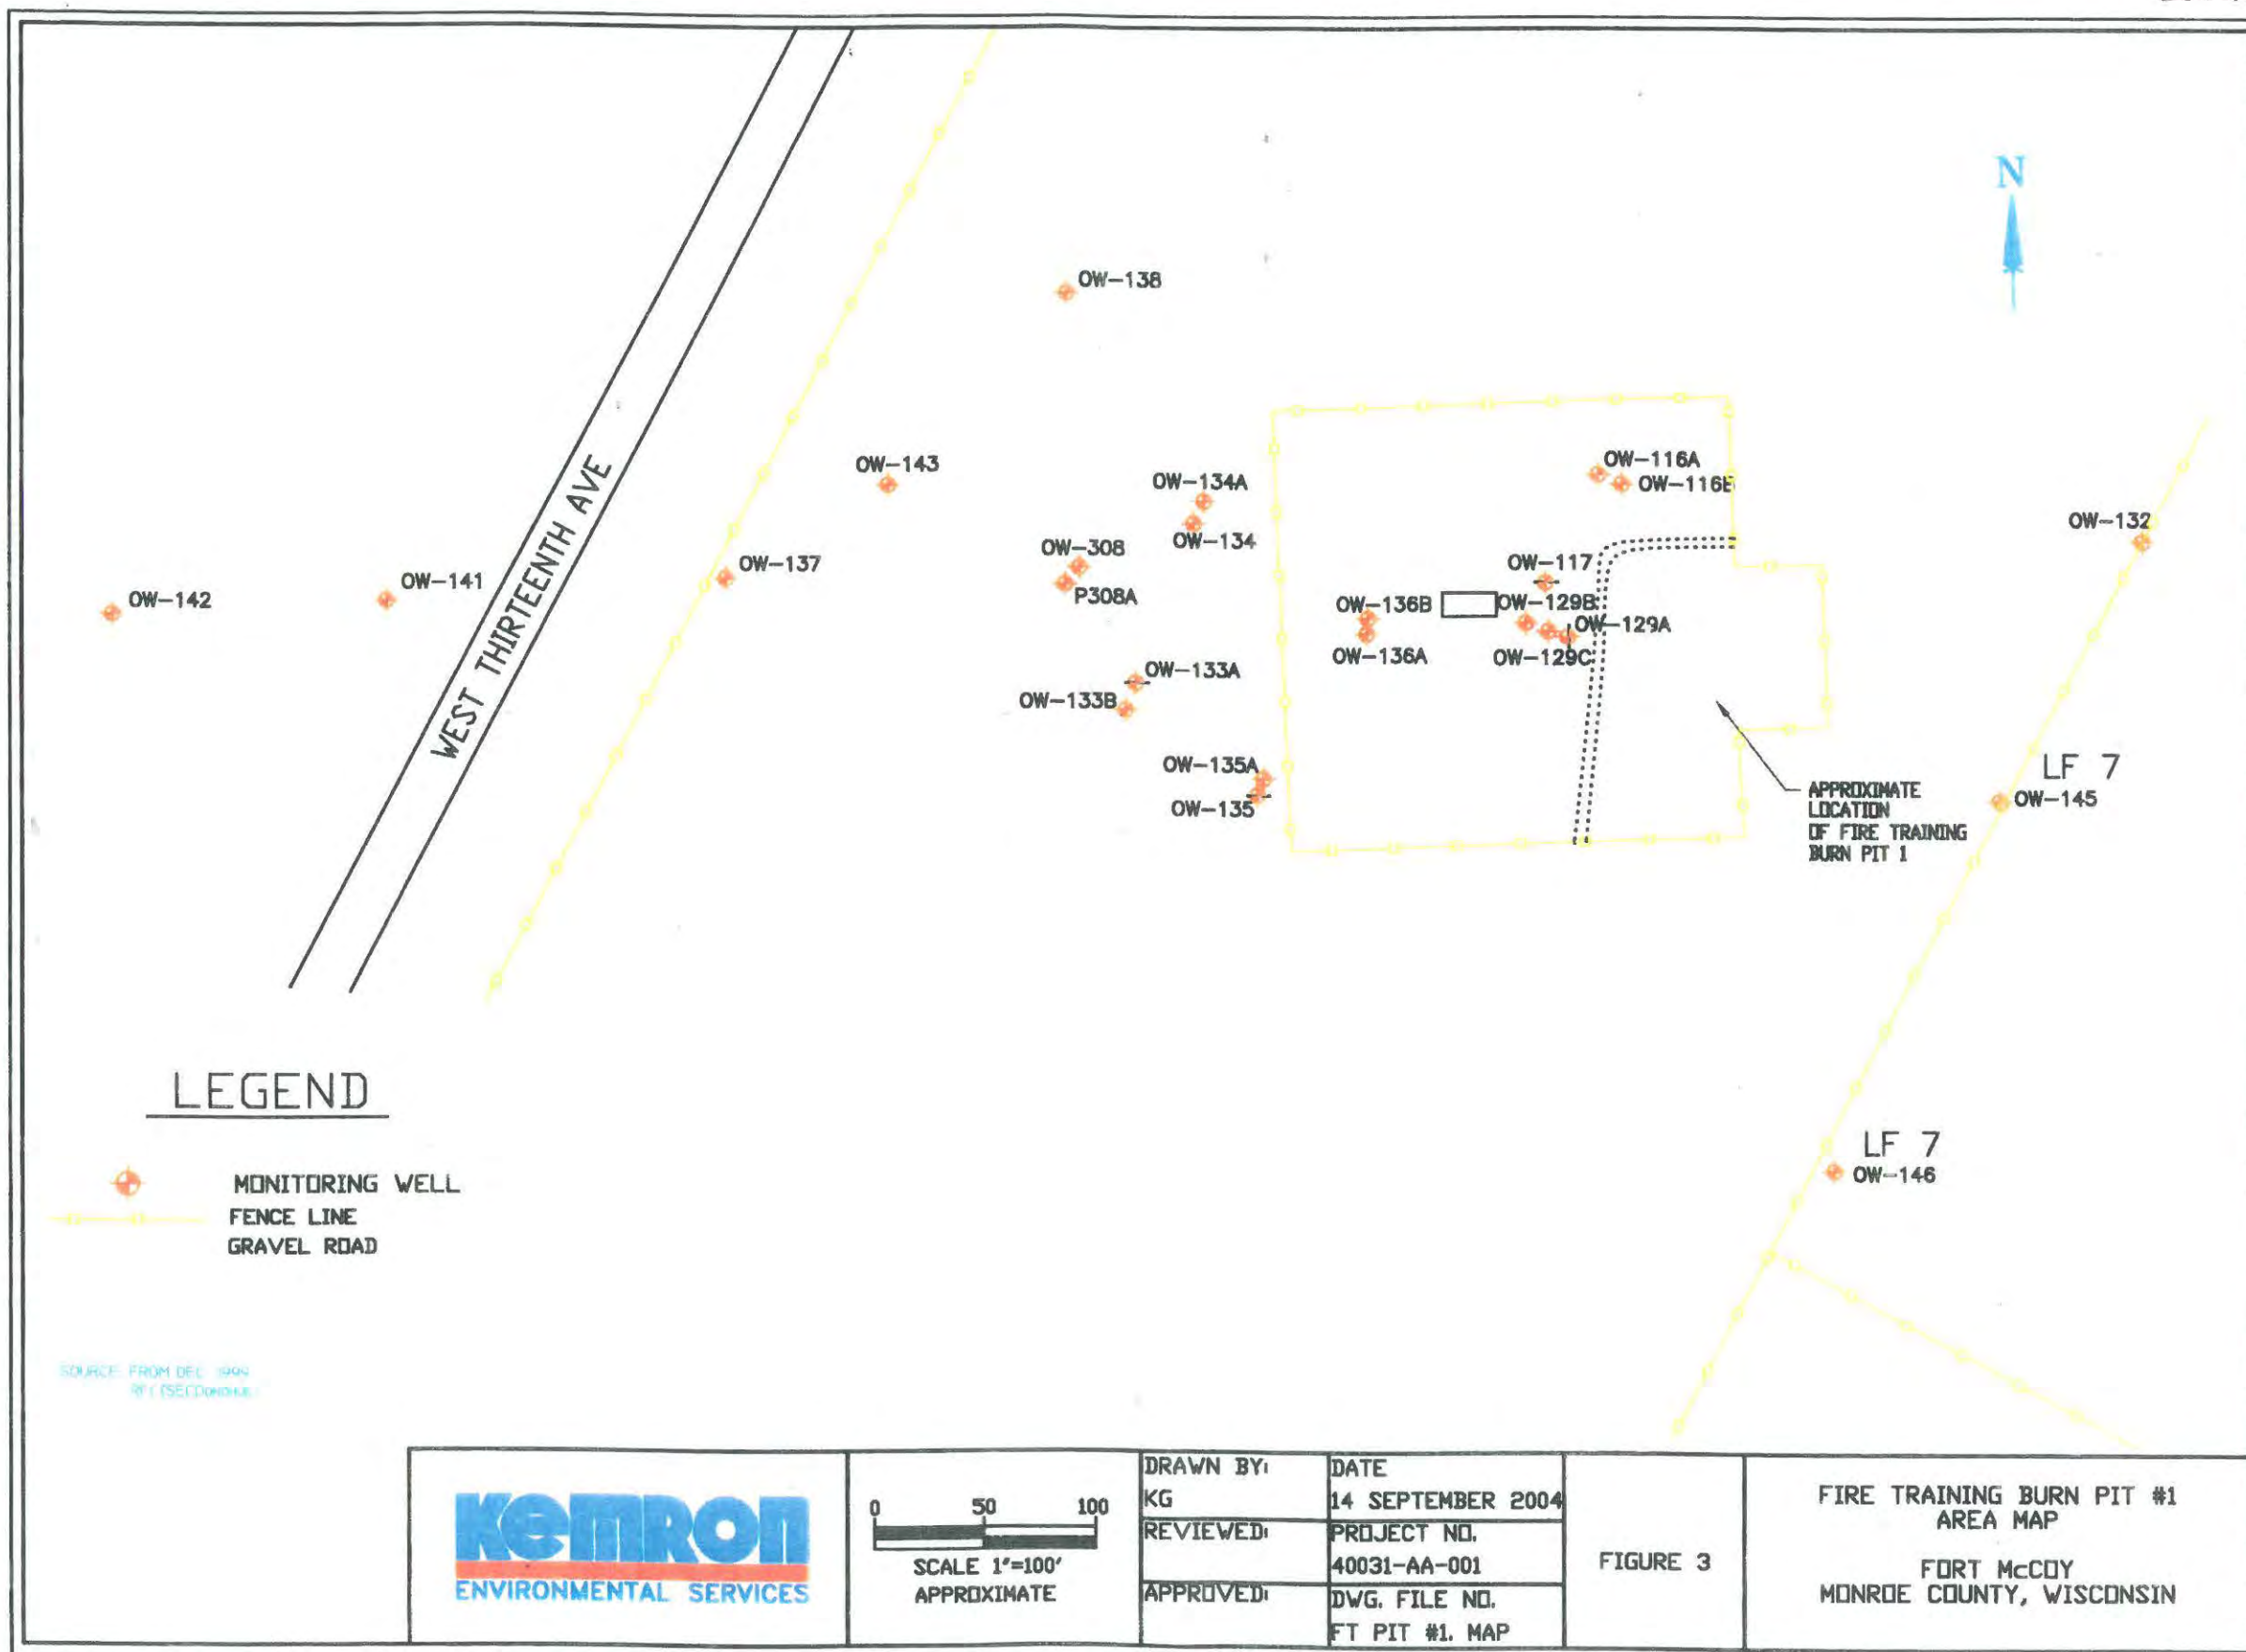 N
OW-138
OW-143
OW-134A
OW-134
OW-116A
OW-116B
OW-132
WEST THIRTEENTH AVE
OW-308
P308A
OW-137
OW-141
OW-142
OW-117
OW-136B
OW-129B
OW-129A
OW-136A
OW-129C
OW-133A
OW-133B
OW-135A
OW-135
LF 7
OW-145
APPROXIMATE
LOCATION
OF FIRE TRAINING
BURN PIT 1
LF 7
OW-146
LEGEND
MONITORING WELL
FENCE LINE
GRAVEL ROAD
SOURCE: FROM DEC 1999
KEMRON
ENVIRONMENTAL SERVICES
0 50 100
SCALE 1"=100'
APPROXIMATE
DRAWN BY:
KG
REVIEWED:
APPROVED:
DATE
14 SEPTEMBER 2004
PROJECT NO.
40031-AA-001
DWG. FILE NO.
FT PIT #1. MAP
FIGURE 3
FIRE TRAINING BURN PIT #1
AREA MAP
FORT McCOY
MONROE COUNTY, WISCONSIN